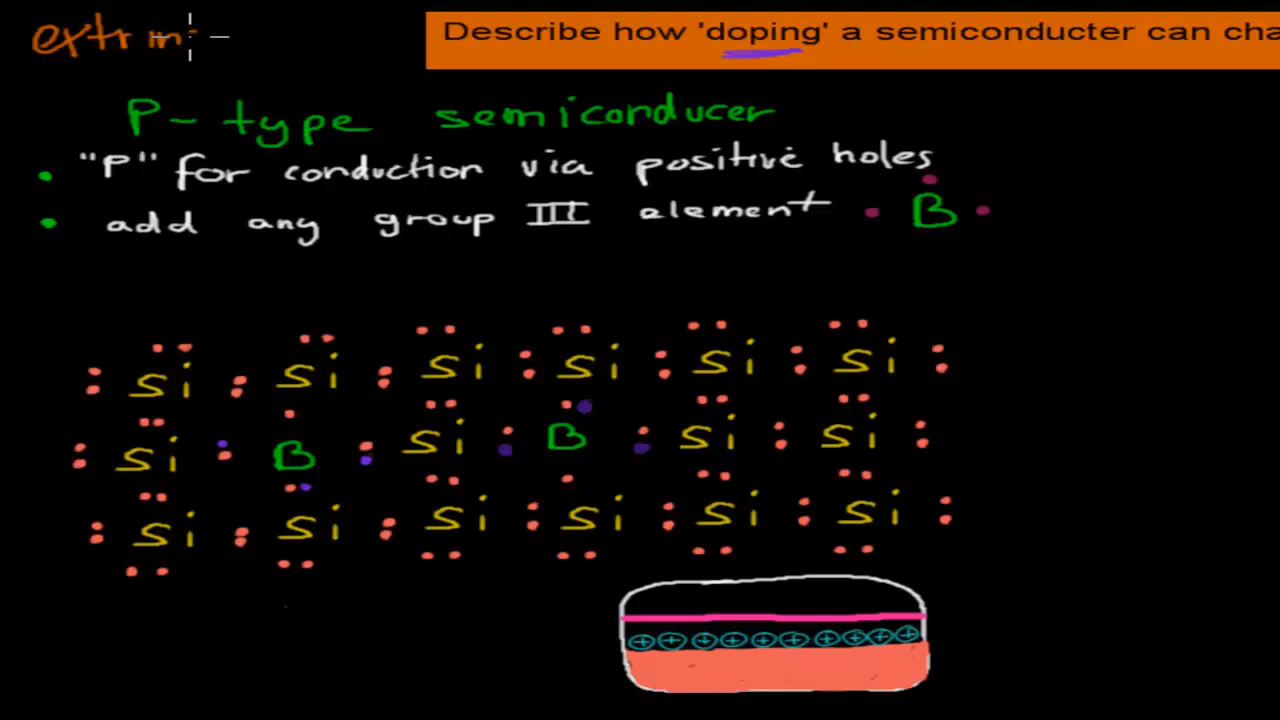 extrin
Describe how 'doping' a semiconducter can cha
P- type semiconducer
"P" for conduction via positive holes
add any group III element B
Si Si Si Si Si Si
Si B Si B Si Si
Si Si Si Si Si Si
+ + + + + + + + + +